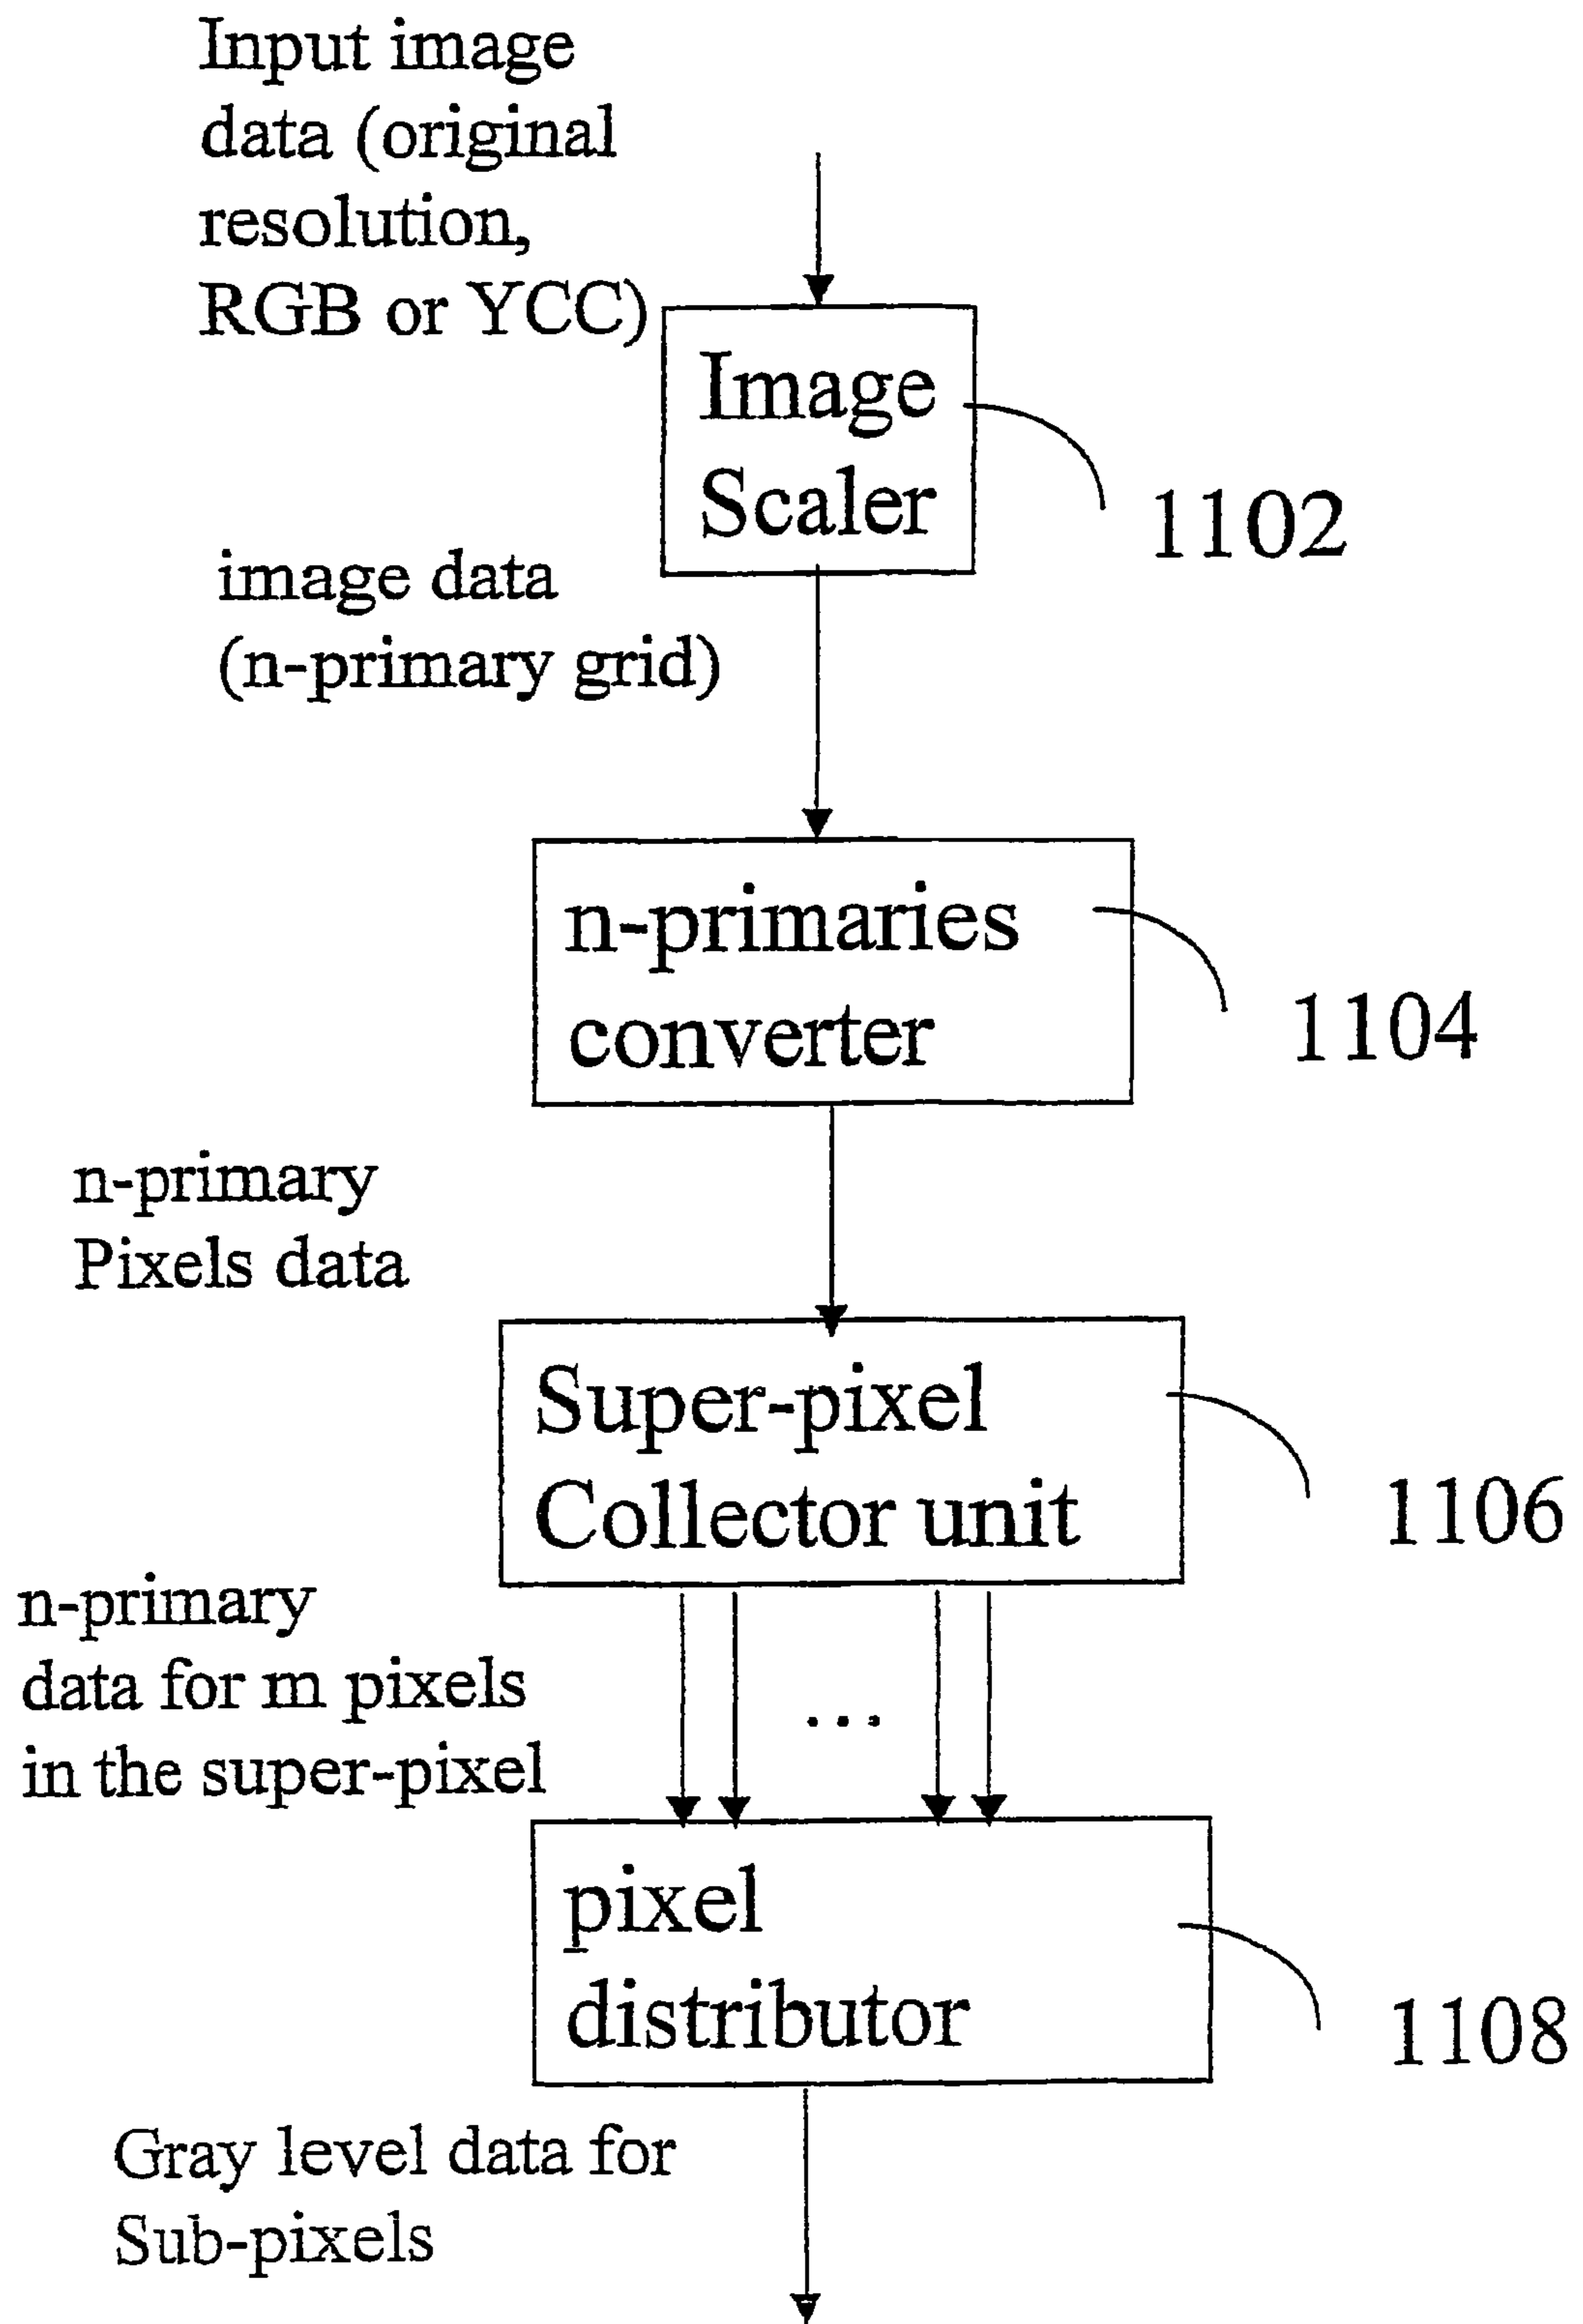 Input image
data (original
resolution,
RGB or YCC)
Image
Scaler
1102
image data
(n-primary grid)
n-primaries
converter
1104
n-primary
Pixels data
Super-pixel
Collector unit
1106
n-primary
data for m pixels
in the super-pixel
...
pixel
distributor
1108
Gray level data for
Sub-pixels